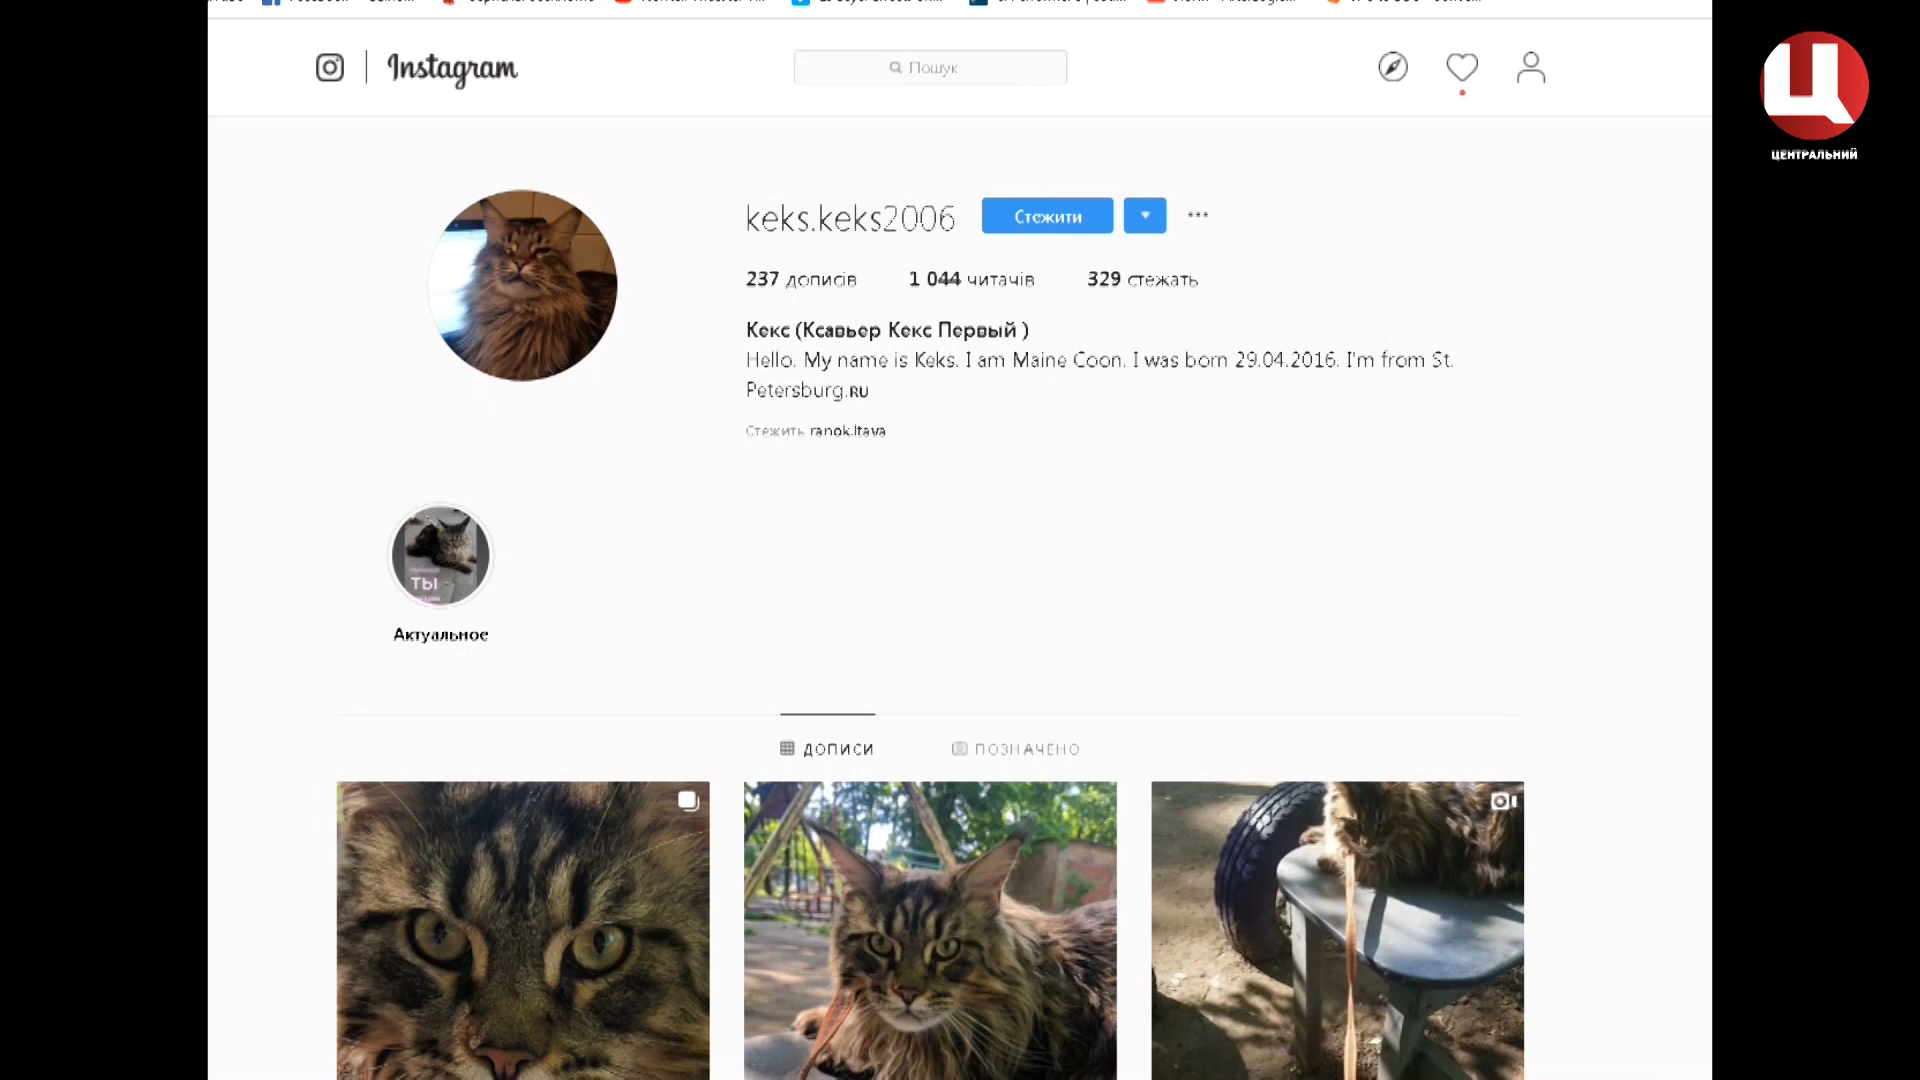 Instagram
Пошук
ЦЕНТРАЛЬНИЙ
keks.keks2006
Стежити
237 дописів 1 044 читачів 329 стежать
Кекс (Ксавьер Кекс Первый )
Hello. My name is Keks. I am Maine Coon. I was born 29.04.2016. I'm from St.
Petersburg.RU
Стежить ranok.ltava
ТЫ
Актуальное
ДОПИСИ
ПОЗНАЧЕНО